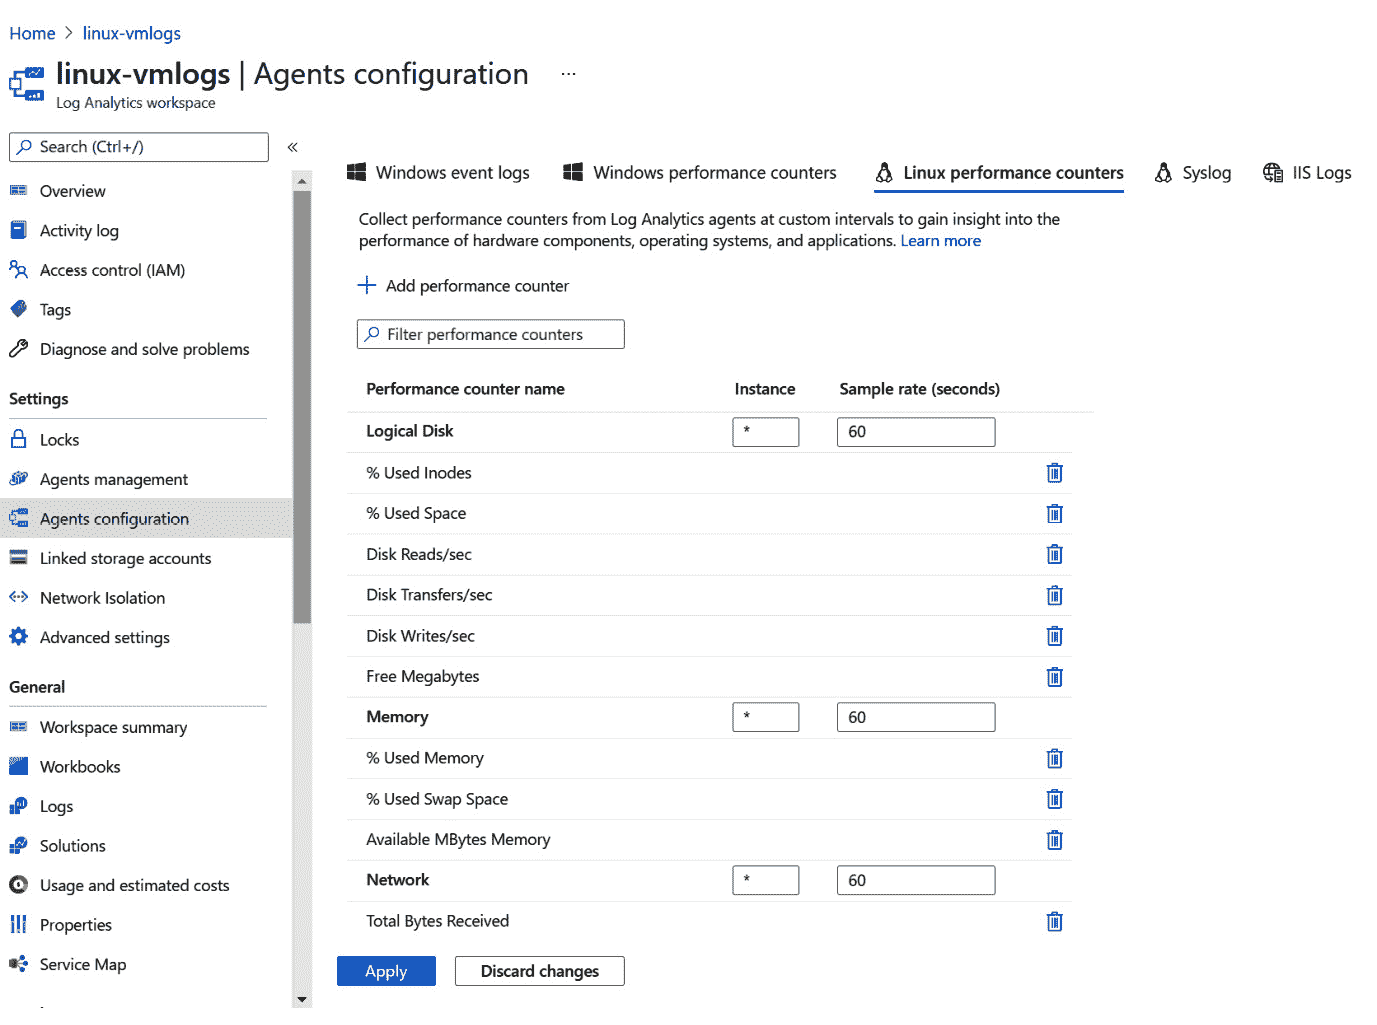 Home > linux-vmlogs
linux-vmlogs | Agents configuration ...
Log Analytics workspace
Search (Ctrl+/) «
Overview
Activity log
Access control (IAM)
Tags
Diagnose and solve problems
Settings
Locks
Agents management
Agents configuration
Linked storage accounts
Network Isolation
Advanced settings
General
Workspace summary
Workbooks
Logs
Solutions
Usage and estimated costs
Properties
Service Map
Windows event logs Windows performance counters Linux performance counters Syslog IIS Logs
Collect performance counters from Log Analytics agents at custom intervals to gain insight into the
performance of hardware components, operating systems, and applications. Learn more
+ Add performance counter
Filter performance counters
Performance counter name Instance Sample rate (seconds)
Logical Disk * 60
% Used Inodes
% Used Space
Disk Reads/sec
Disk Transfers/sec
Disk Writes/sec
Free Megabytes
Memory * 60
% Used Memory
% Used Swap Space
Available MBytes Memory
Network * 60
Total Bytes Received
Apply Discard changes